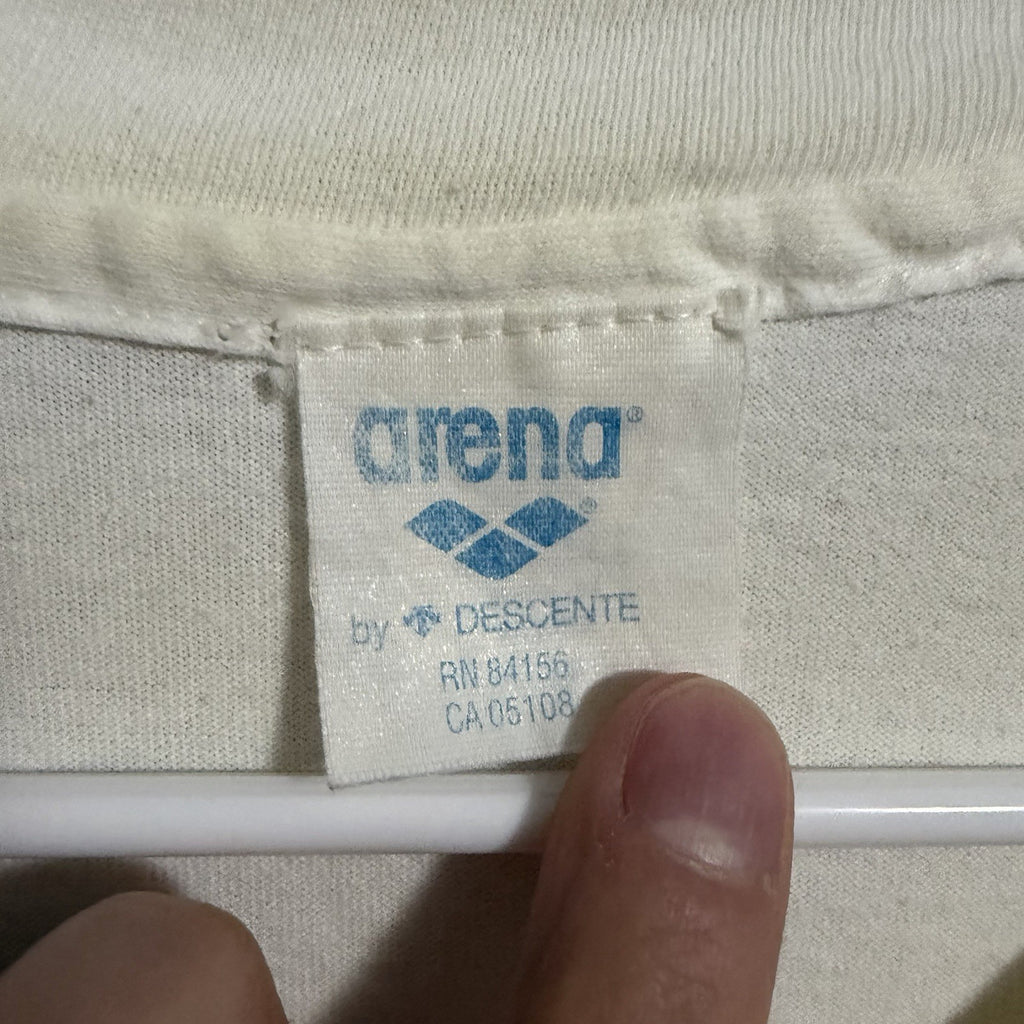 arena®
®
by DESCENTE
RN 84156
CA 05108